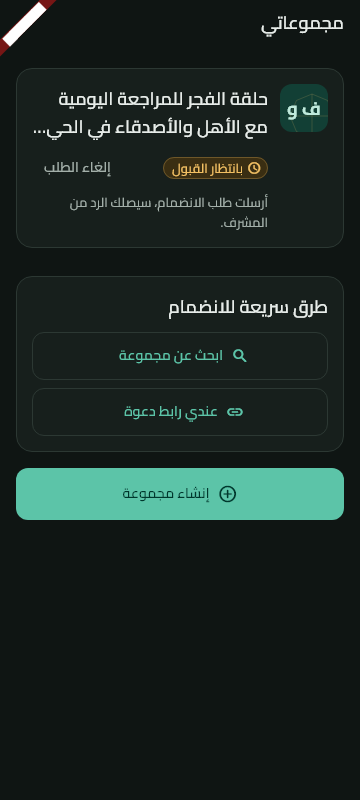 مجموعاتي
ف و
حلقة الفجر للمراجعة اليومية
مع الأهل والأصدقاء في الحي...
بانتظار القبول
إلغاء الطلب
أرسلت طلب الانضمام، سيصلك الرد من
المشرف.
طرق سريعة للانضمام
ابحث عن مجموعة
عندي رابط دعوة
إنشاء مجموعة